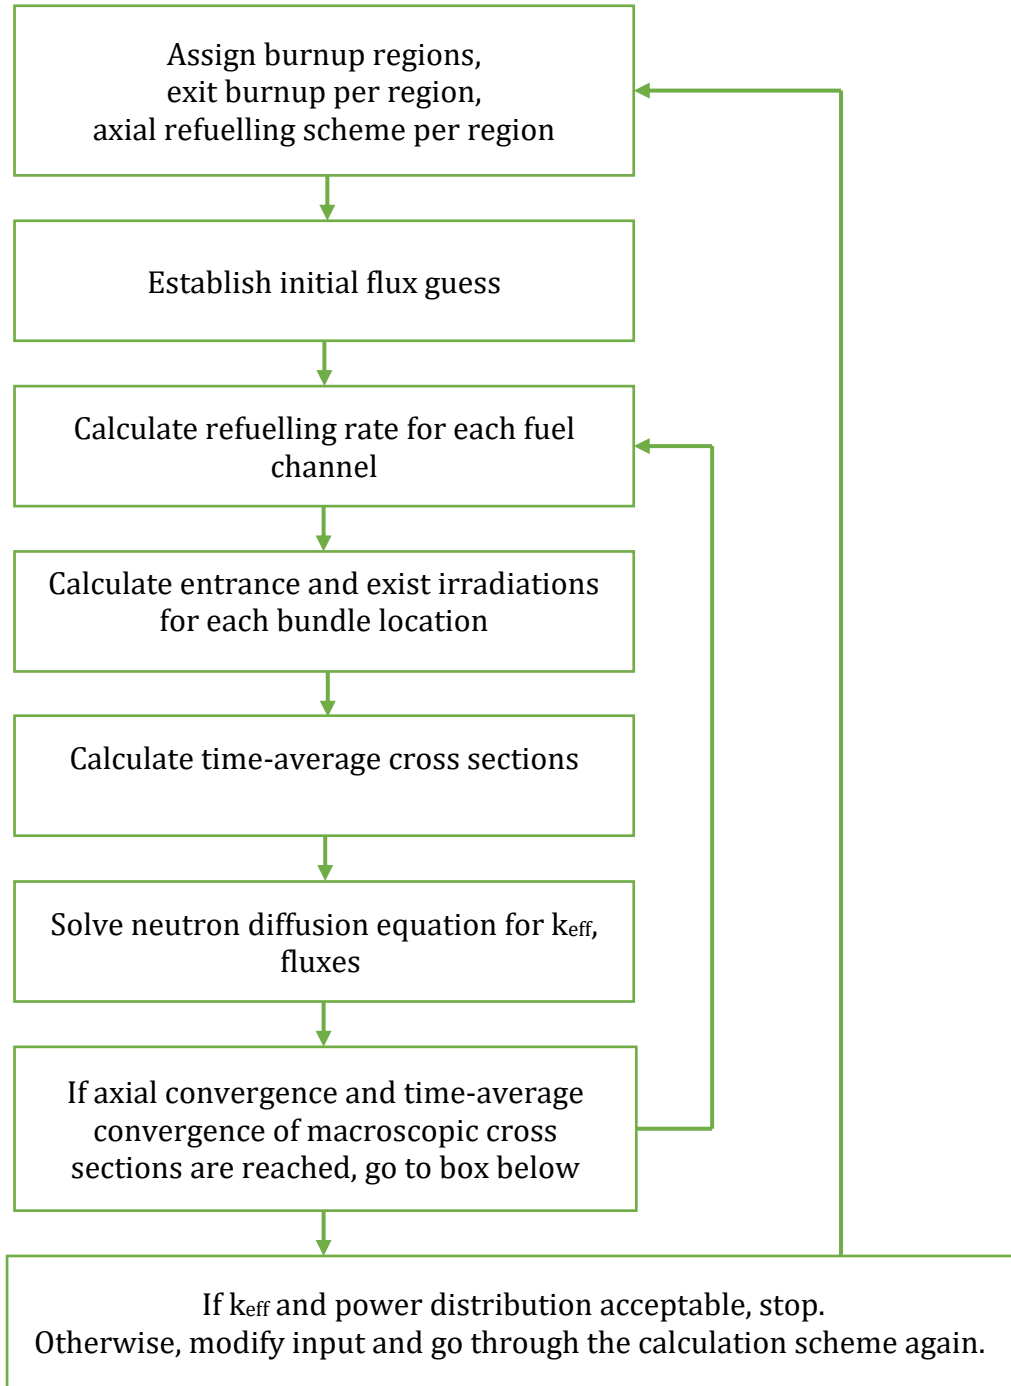 Assign burnup regions,
exit burnup per region,
axial refuelling scheme per region
Establish initial flux guess
Calculate refuelling rate for each fuel
channel
Calculate entrance and exist irradiations
for each bundle location
Calculate time-average cross sections
Solve neutron diffusion equation for keff,
fluxes
If axial convergence and time-average
convergence of macroscopic cross
sections are reached, go to box below
If keff and power distribution acceptable, stop.
Otherwise, modify input and go through the calculation scheme again.